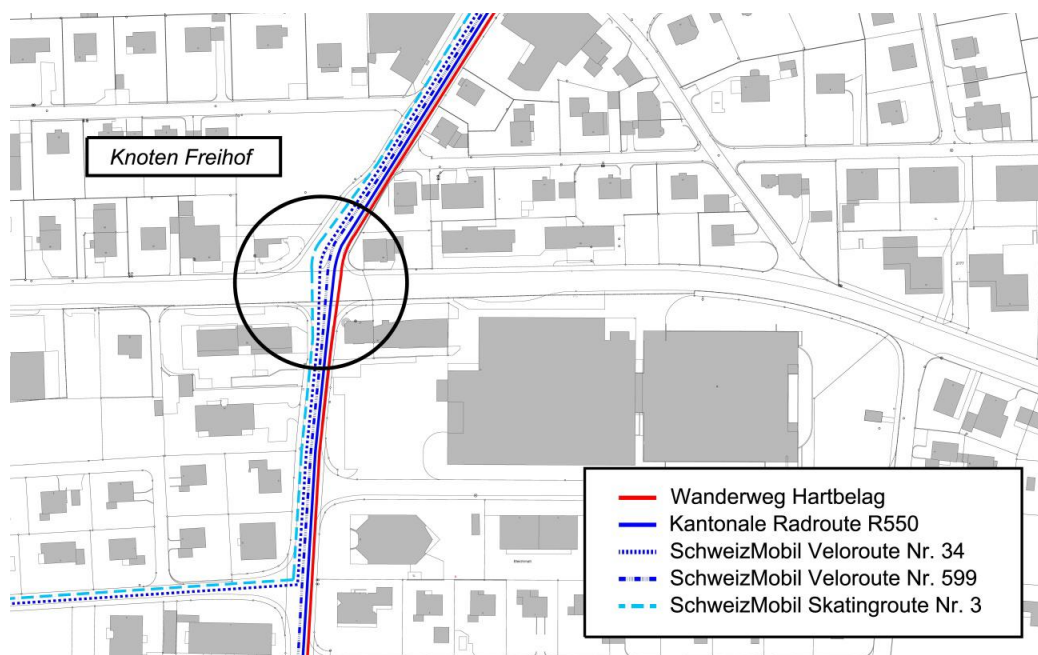 Knoten Freihof
Wanderweg Hartbelag
Kantonale Radroute R550
SchweizMobil Veloroute Nr. 34
SchweizMobil Veloroute Nr. 599
SchweizMobil Skatingroute Nr. 3